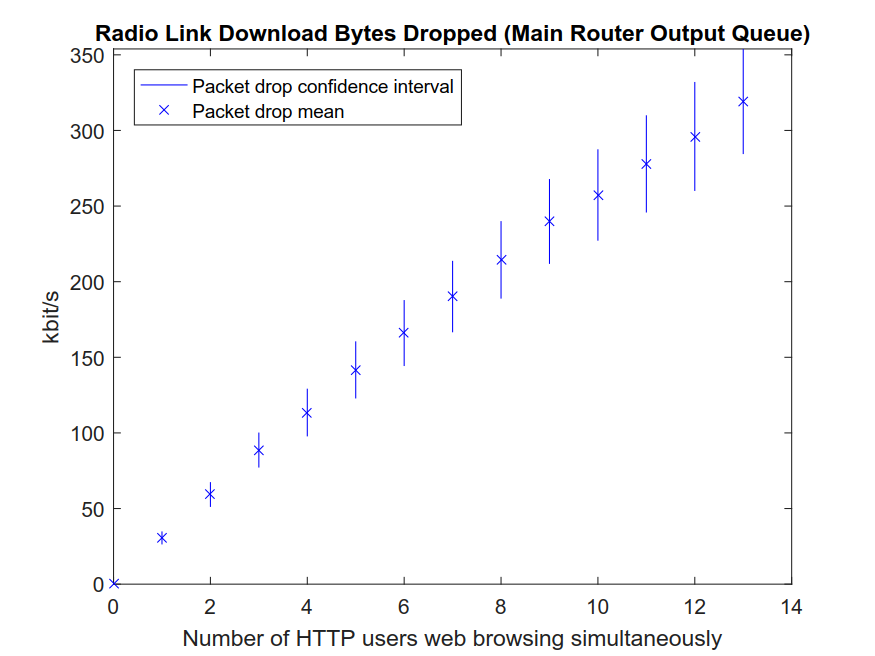 Radio Link Download Bytes Dropped (Main Router Output Queue)
350
Packet drop confidence interval
Packet drop mean
300
250
200
kbit/s
150
100
50
0
0 2 4 6 8 10 12 14
Number of HTTP users web browsing simultaneously